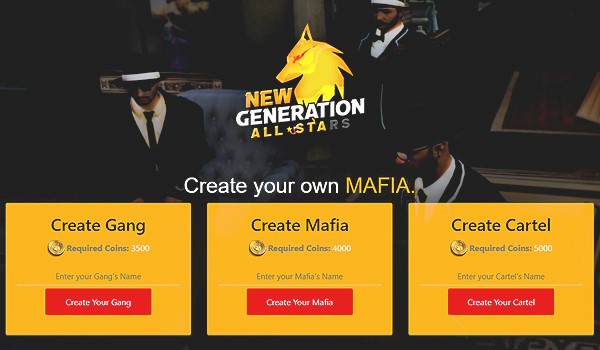 NEW
GENERATION
ALL STARS
Create your own MAFIA.
Create Gang
Required Coins: 3500
Enter your Gang's Name
Create Your Gang
Create Mafia
Required Coins: 4000
Enter your Mafia's Name
Create Your Mafia
Create Cartel
Required Coins: 5000
Enter your Cartel's Name
Create Your Cartel